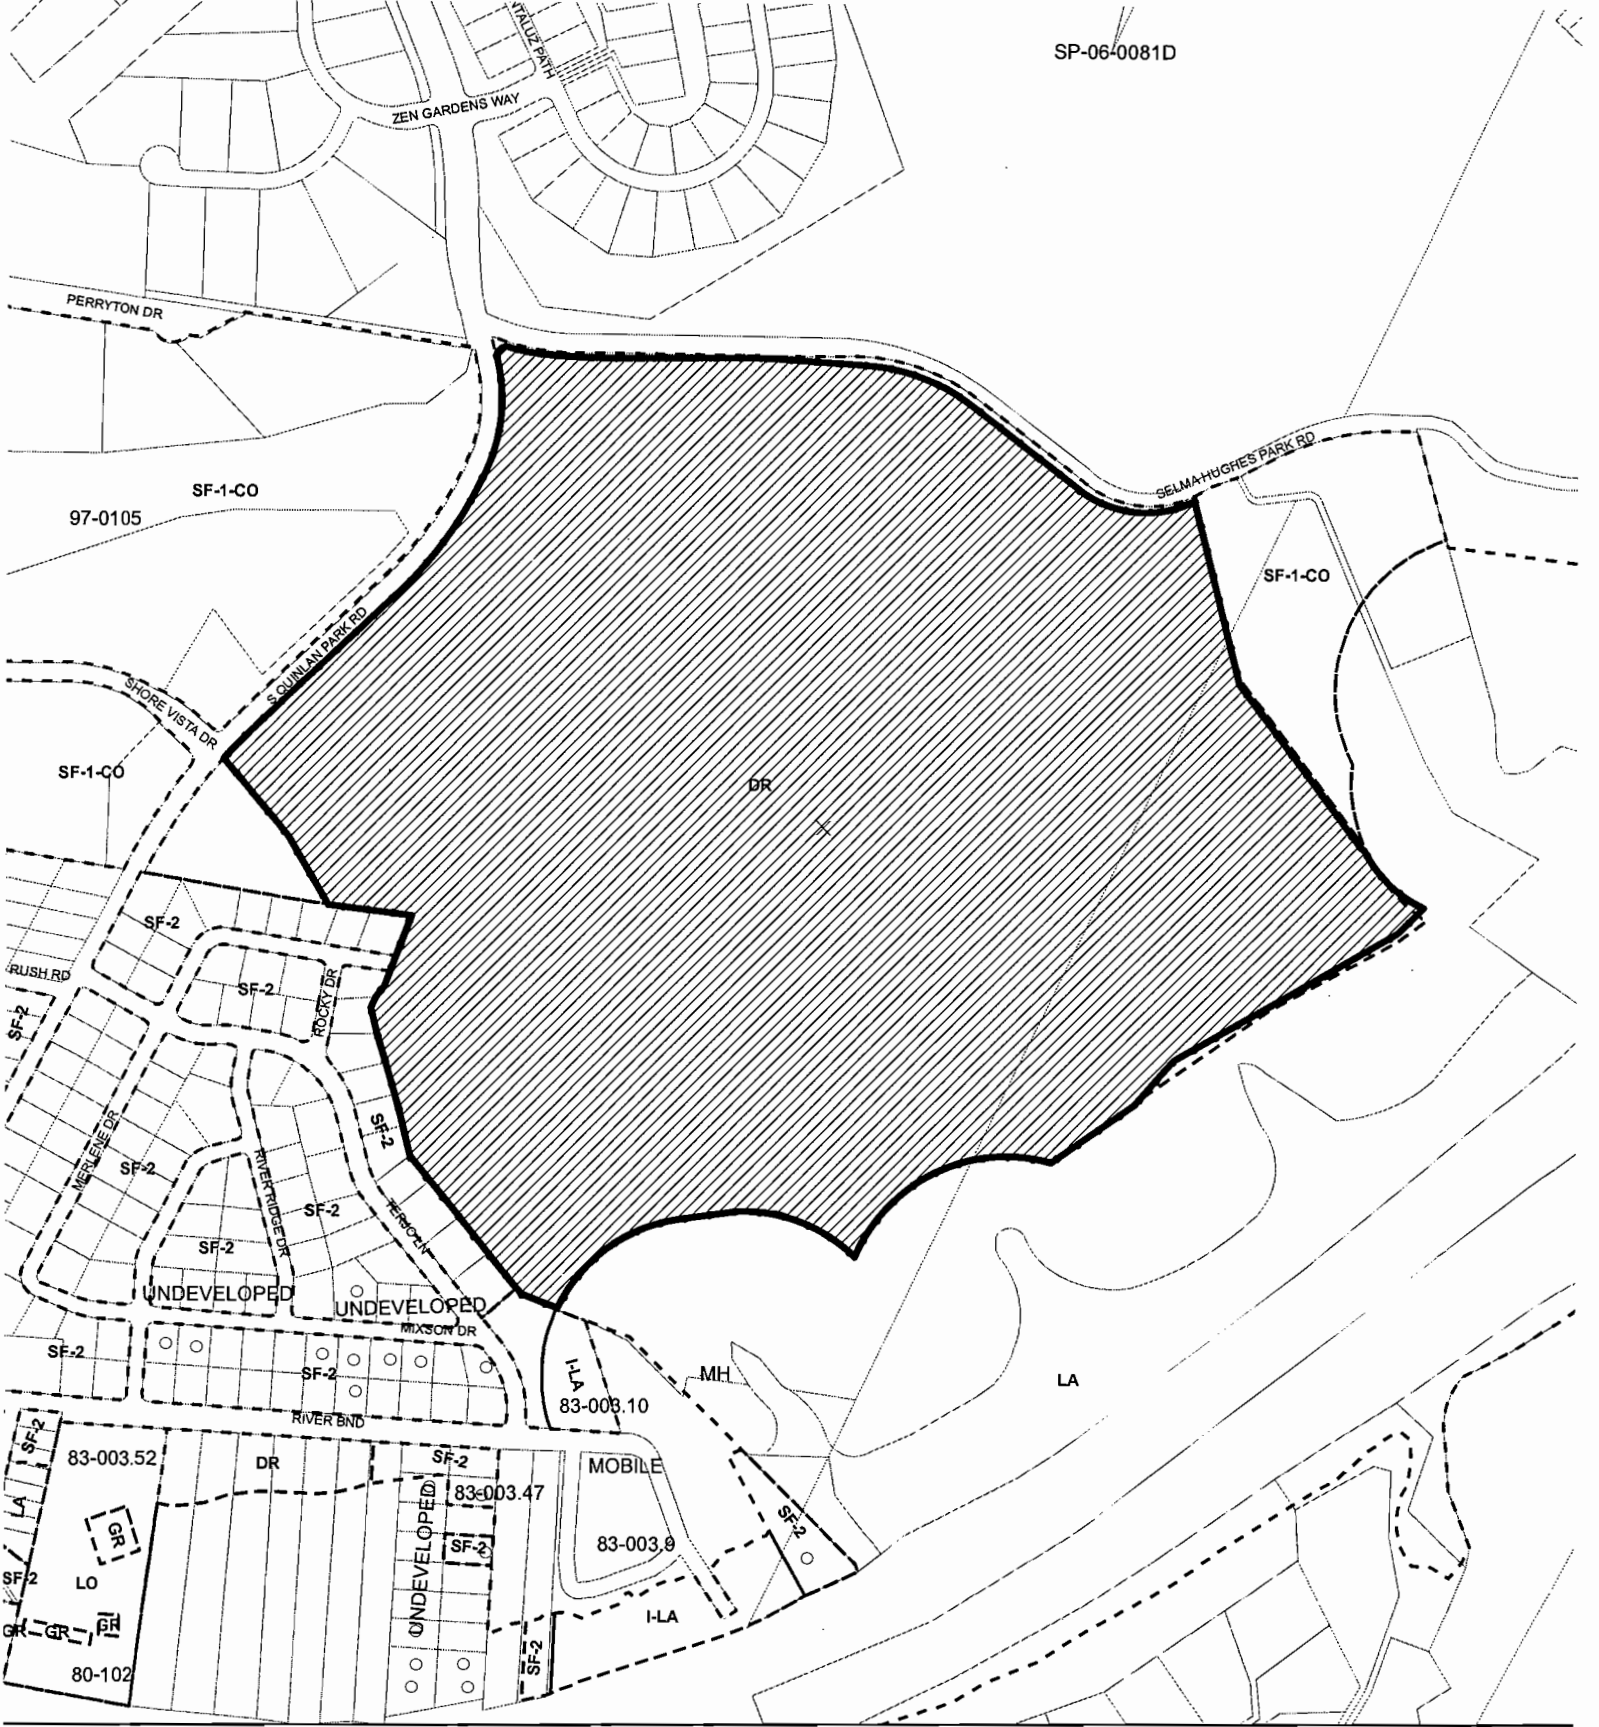 NTALUZ PATH
SP-06-0081D
ZEN GARDENS WAY
PERRYTON DR
SELMA HUGHES PARK RD
SF-1-CO
97-0105
SF-1-CO
S QUINLAN PARK RD
SHORE VISTA DR
SF-1-CO
DR
SF-2
RUSH RD
SF-2
ROCKY DR
SF-2
SF-2
MERLENE DR
SF-2
RIVER RIDGE DR
SF-2
TERJO LN
SF-2
UNDEVELOPED
UNDEVELOPED
MIXSON DR
SF-2
SF-2
I-LA
MH
LA
83-003.10
RIVER BND
SF-2
83-003.52
DR
SF-2
MOBILE
83-003.47
LA
UNDEVELOPED
GR
SF-2
83-003.9
SF-2
SF-2
LO
I-LA
GR
GR
GR
SF-2
80-102